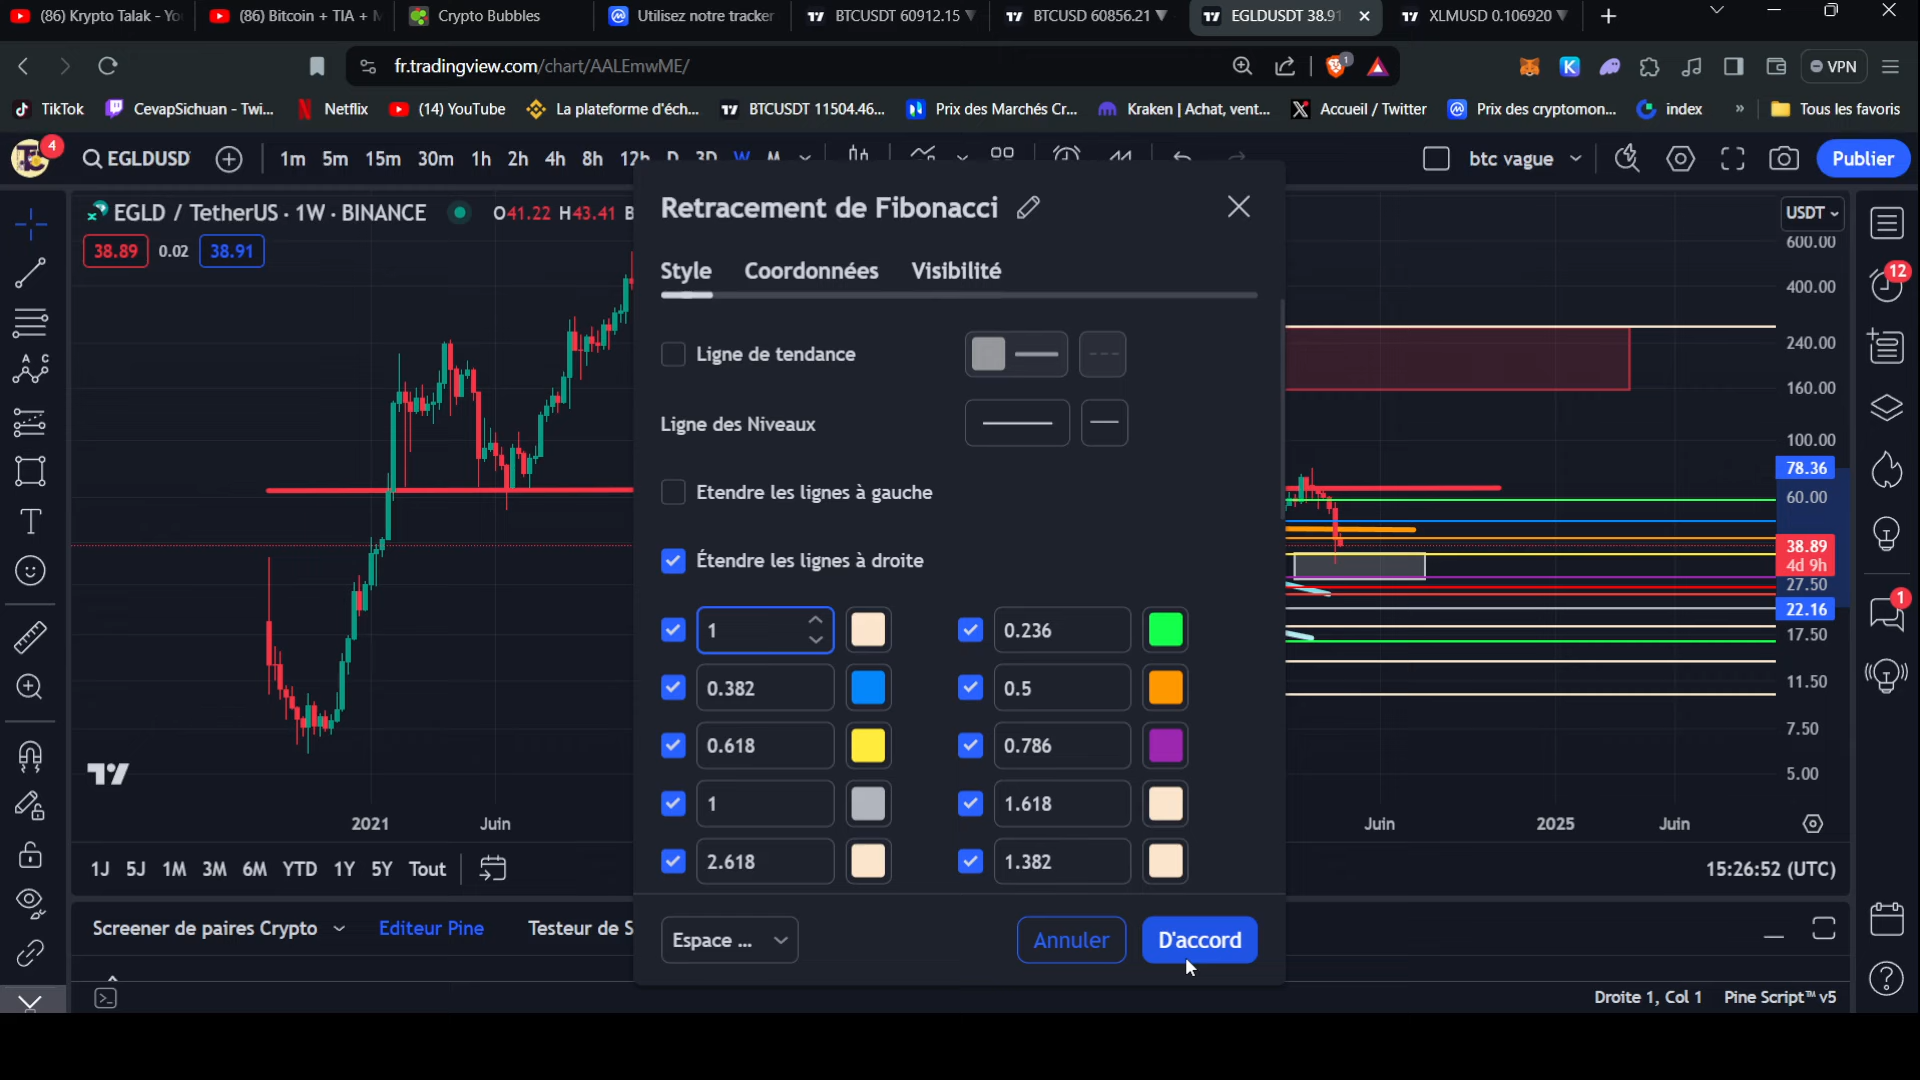 (86) Krypto Talak - Yo
(86) Bitcoin + TIA +
Crypto Bubbles
Utilisez notre tracker
BTCUSDT 60912.15 ▼
BTCUSD 60856.21 ▼
EGLDUSDT 38.91
XLMUSD 0.106920 ▼
fr.tradingview.com/chart/AALEmwME/
1
VPN
TikTok
CevapSichuan - Twi...
Netflix
(14) YouTube
La plateforme d'éch...
BTCUSDT 11504.46...
Prix des Marchés Cr...
Kraken | Achat, vent...
Accueil / Twitter
Prix des cryptomon...
index
»
Tous les favoris
4
EGLDUSD
1m 5m 15m 30m 1h 2h 4h 8h 12h D 3D W M
btc vague
Publier
EGLD / TetherUS · 1W · BINANCE
O41.22 H43.41 B
38.89 0.02 38.91
USDT
Retracement de Fibonacci
Style Coordonnées Visibilité
Ligne de tendance
Ligne des Niveaux
Etendre les lignes à gauche
Étendre les lignes à droite
1 0.236
0.382 0.5
0.618 0.786
1 1.618
2.618 1.382
Espace ...
Annuler
D'accord
600.00
400.00
240.00
160.00
100.00
78.36
60.00
38.89
4d 9h
27.50
22.16
17.50
11.50
7.50
5.00
12
1
2021 Juin Juin 2025 Juin
1J 5J 1M 3M 6M YTD 1Y 5Y Tout
15:26:52 (UTC)
Screener de paires Crypto
Editeur Pine
Testeur de S
Droite 1, Col 1 Pine Script™ v5